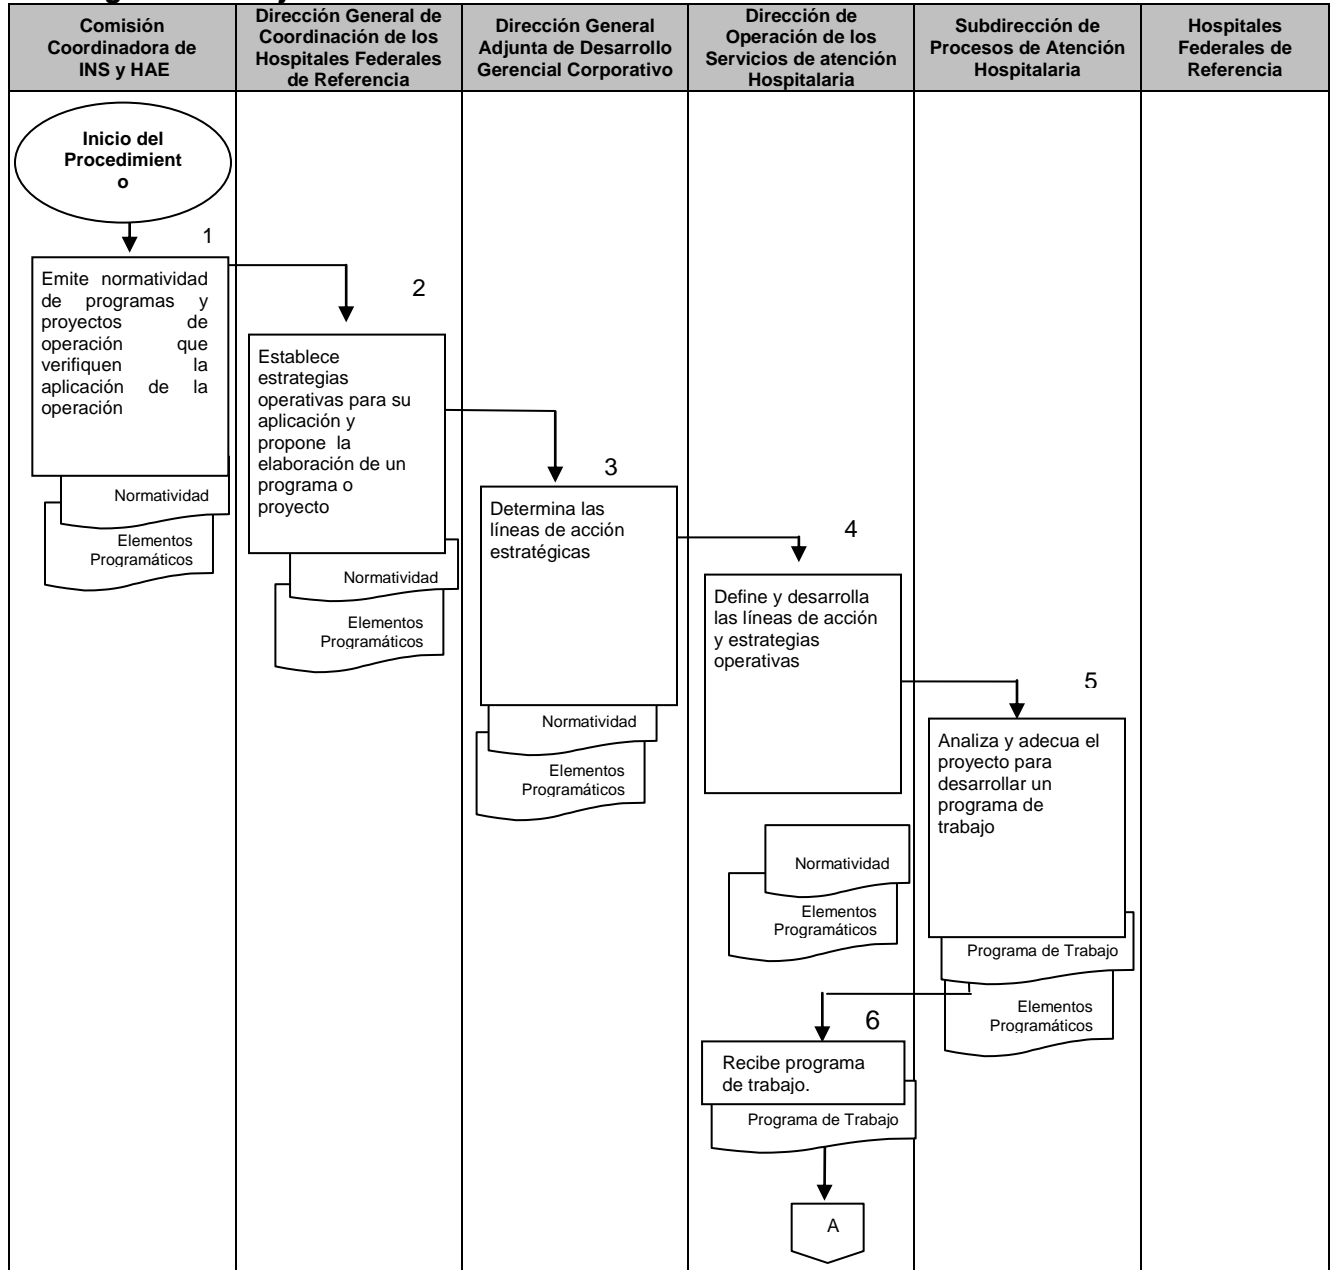 Comisión
Coordinadora de
INS y HAE
Dirección General de
Coordinación de los
Hospitales Federales
de Referencia
Dirección General
Adjunta de Desarrollo
Gerencial Corporativo
Dirección de
Operación de los
Servicios de atención
Hospitalaria
Subdirección de
Procesos de Atención
Hospitalaria
Hospitales
Federales de
Referencia
Inicio del
Procedimient
o
1
Emite normatividad
de programas y
proyectos de
operación que
verifiquen la
aplicación de la
operación
Normatividad
Elementos
Programáticos
2
Establece
estrategias
operativas para su
aplicación y
propone la
elaboración de un
programa o
proyecto
Normatividad
Elementos
Programáticos
3
Determina las
líneas de acción
estratégicas
Normatividad
Elementos
Programáticos
4
Define y desarrolla
las líneas de acción
y estrategias
operativas
Normatividad
Elementos
Programáticos
5
Analiza y adecua el
proyecto para
desarrollar un
programa de
trabajo
Programa de Trabajo
Elementos
Programáticos
6
Recibe programa
de trabajo.
Programa de Trabajo
A